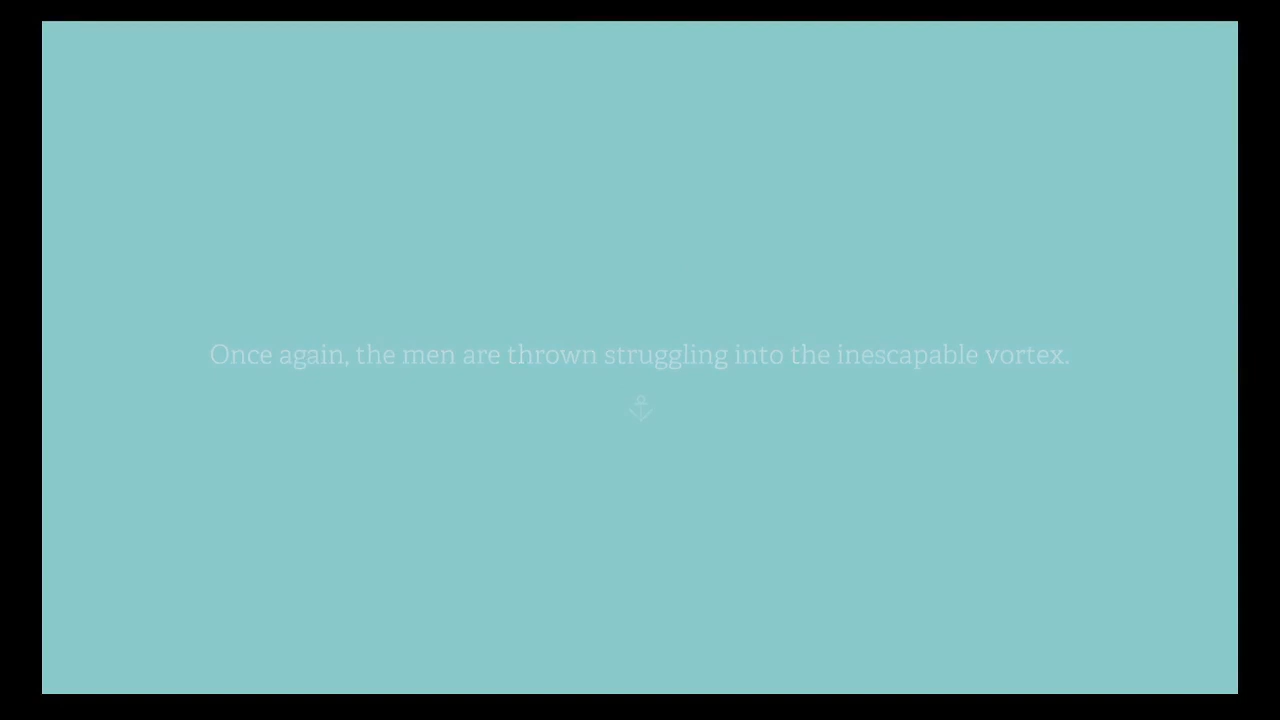 Once again, the men are thrown struggling into the inescapable vortex.